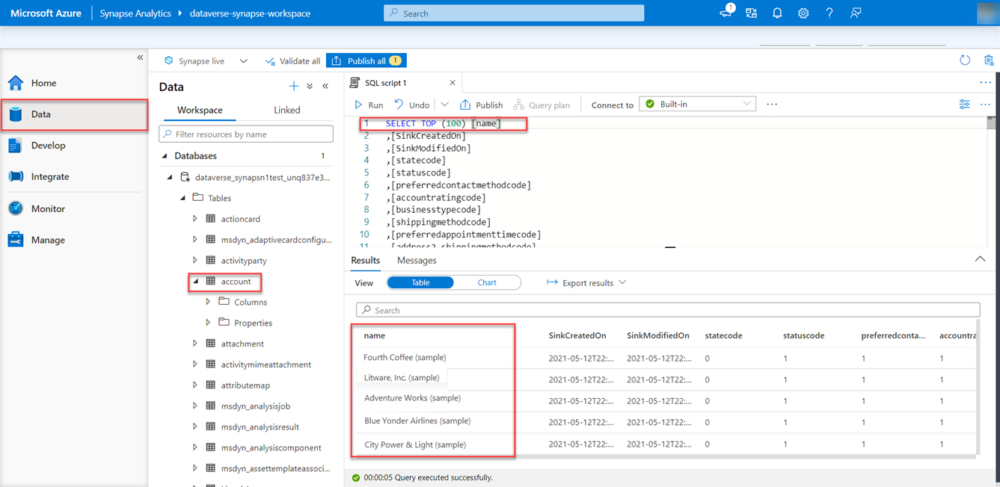 Microsoft Azure Synapse Analytics dataverse-synapse-workspace Search 1
Synapse live Validate all Publish all 1
Home
Data
Develop
Integrate
Monitor
Manage
Data
Workspace Linked
Filter resources by name
Databases 1
dataverse_synapsn1test_unq837e3...
Tables
actioncard
msdyn_adaptivecardconfigu...
activityparty
account
Columns
Properties
attachment
activitymimeattachment
attributemap
msdyn_analysisjob
msdyn_analysisresult
msdyn_analysiscomponent
msdyn_assettemplateassoci...
SQL script 1
Run Undo Publish Query plan Connect to Built-in
1 SELECT TOP (100) [name]
2 ,[SinkCreatedOn]
3 ,[SinkModifiedOn]
4 ,[statecode]
5 ,[statuscode]
6 ,[preferredcontactmethodcode]
7 ,[accountratingcode]
8 ,[businesstypecode]
9 ,[shippingmethodcode]
10 ,[preferredappointmenttimecode]
11 ,[address2_shippingmethodcode]
Results Messages
View Table Chart Export results
Search
name SinkCreatedOn SinkModifiedOn statecode statuscode preferredconta... accountra
Fourth Coffee (sample) 2021-05-12T22:... 2021-05-12T22:... 0 1 1 1
Litware, Inc. (sample) 2021-05-12T22:... 2021-05-12T22:... 0 1 1 1
Adventure Works (sample) 2021-05-12T22:... 2021-05-12T22:... 0 1 1 1
Blue Yonder Airlines (sample) 2021-05-12T22:... 2021-05-12T22:... 0 1 1 1
City Power & Light (sample) 2021-05-12T22:... 2021-05-12T22:... 0 1 1 1
00:00:05 Query executed successfully.